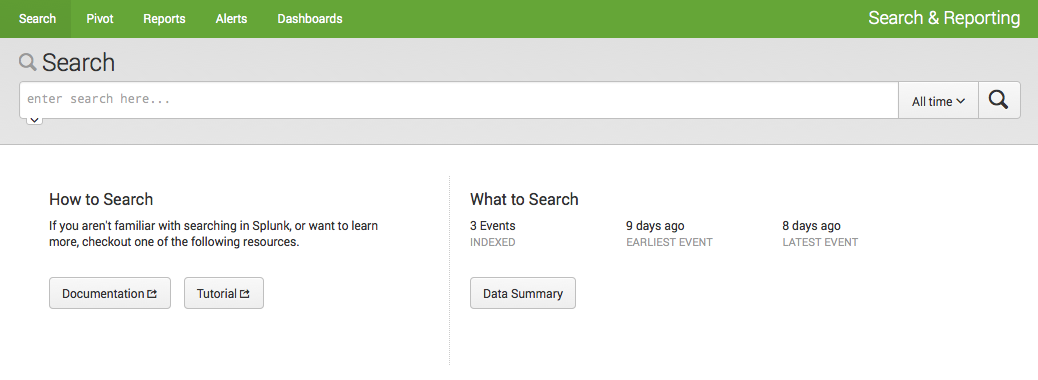 Search Pivot Reports Alerts Dashboards Search & Reporting
Search
enter search here... All time
How to Search
If you aren't familiar with searching in Splunk, or want to learn
more, checkout one of the following resources.
Documentation Tutorial
What to Search
3 Events 9 days ago 8 days ago
INDEXED EARLIEST EVENT LATEST EVENT
Data Summary